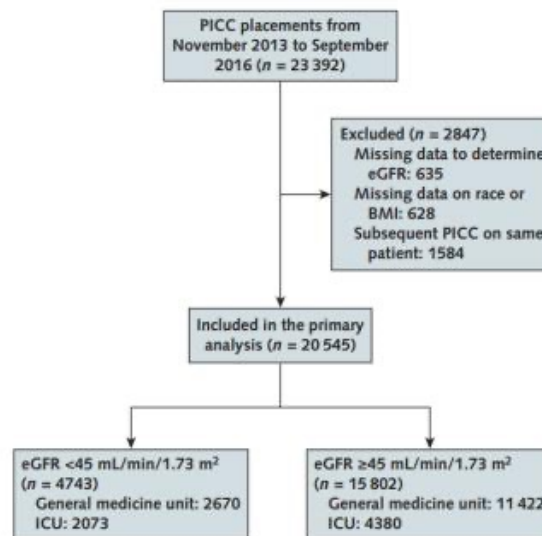 PICC placements from
November 2013 to September
2016 (n = 23 392)
Excluded (n = 2847)
Missing data to determine
eGFR: 635
Missing data on race or
BMI: 628
Subsequent PICC on same
patient: 1584
Included in the primary
analysis (n = 20 545)
eGFR <45 mL/min/1.73 m²
(n = 4743)
General medicine unit: 2670
ICU: 2073
eGFR ≥45 mL/min/1.73 m²
(n = 15 802)
General medicine unit: 11 422
ICU: 4380